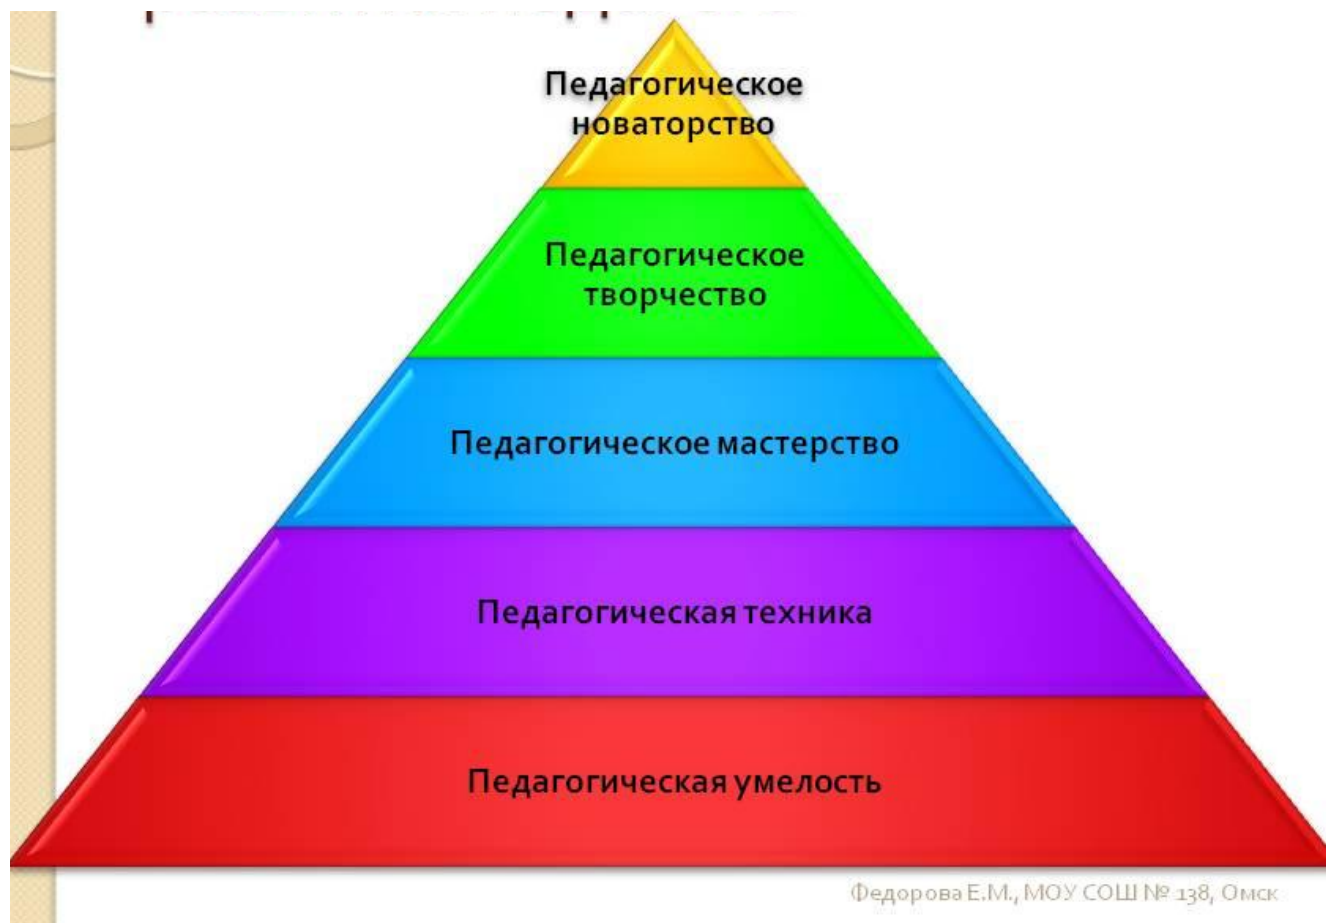 Педагогическое
новаторство
Педагогическое
творчество
Педагогическое мастерство
Педагогическая техника
Педагогическая умелость
Федорова Е.М., МОУ СОШ № 138, Омск